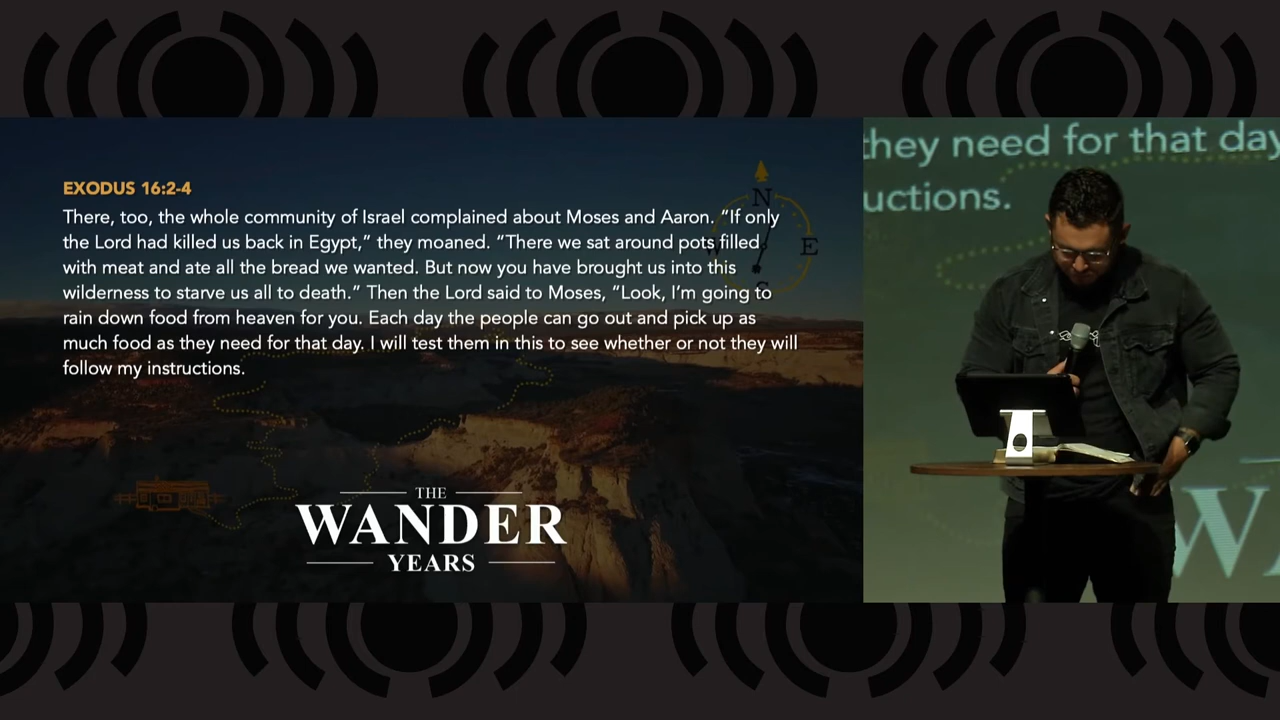 EXODUS 16:2-4
There, too, the whole community of Israel complained about Moses and Aaron. “If only
the Lord had killed us back in Egypt,” they moaned. “There we sat around pots filled
with meat and ate all the bread we wanted. But now you have brought us into this
wilderness to starve us all to death.” Then the Lord said to Moses, “Look, I’m going to
rain down food from heaven for you. Each day the people can go out and pick up as
much food as they need for that day. I will test them in this to see whether or not they will
follow my instructions.
N
W E
S
THE
WANDER
YEARS
they need for that day
uctions.
WA